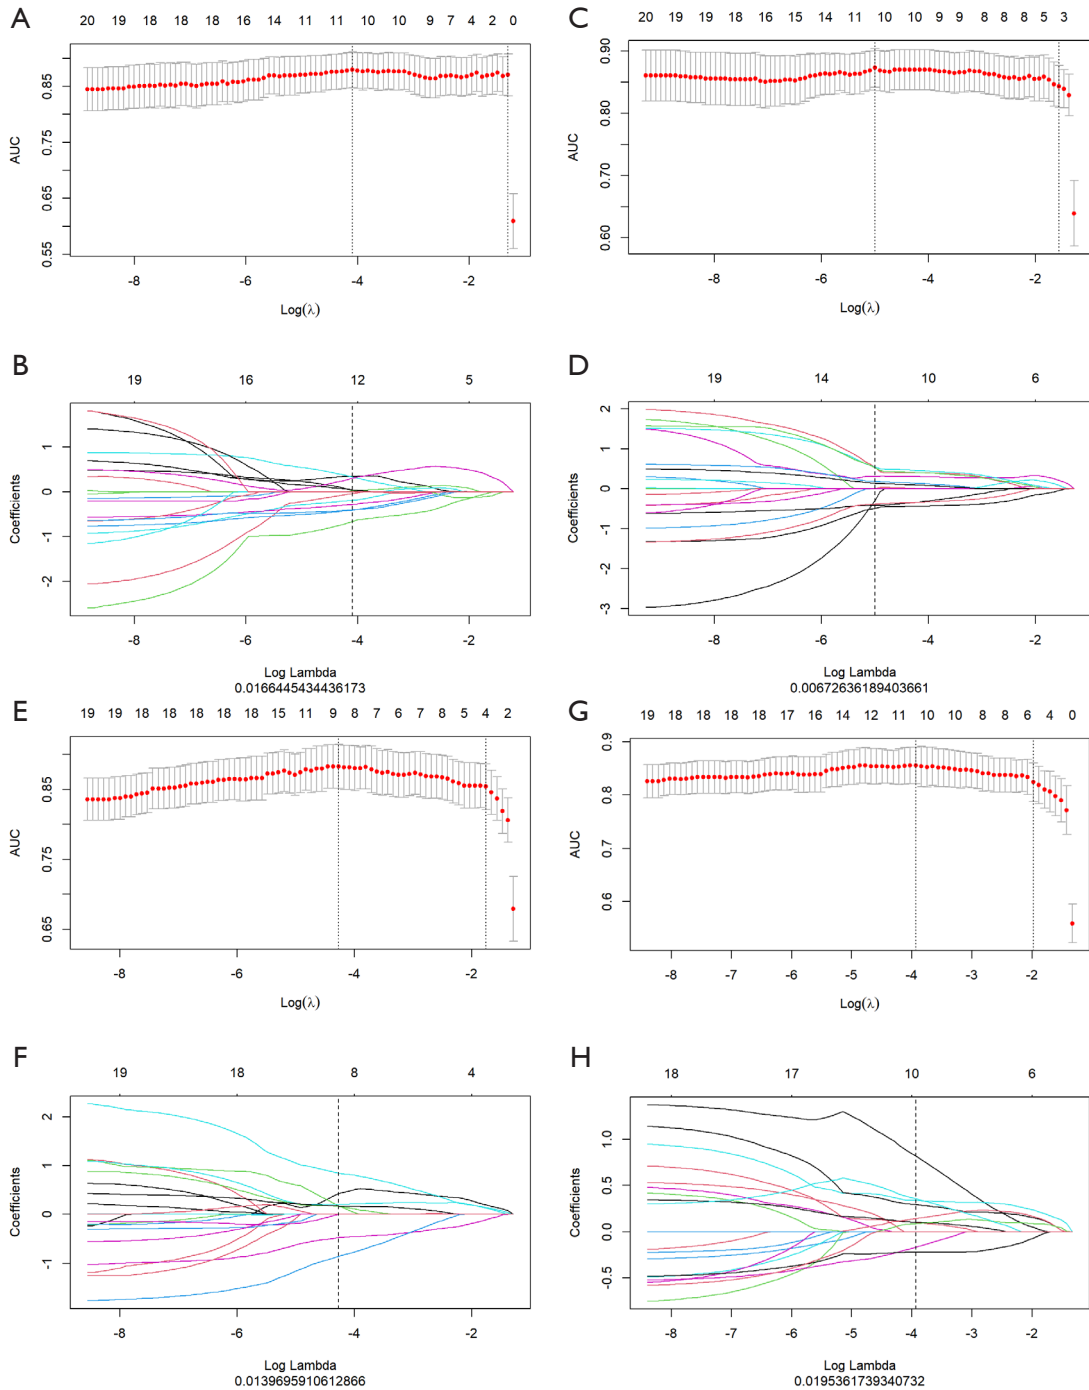 A
20 19 18 18 18 16 14 11 11 10 10 9 7 4 2 0
AUC
0.85
0.75
0.65
0.55
-8 -6 -4 -2
Log(λ)
C
20 19 19 18 16 15 14 11 10 10 9 9 8 8 5 3
AUC
0.90
0.80
0.70
0.60
-8 -6 -4 -2
Log(λ)
B
19 16 12 5
Coefficients
1
0
-1
-2
-8 -6 -4 -2
Log Lambda
0.0166445434436173
D
19 14 10 6
Coefficients
2
1
0
-1
-2
-3
-8 -6 -4 -2
Log Lambda
0.00672636189403661
E
19 19 18 18 18 18 15 11 9 8 7 6 7 8 5 4 2
AUC
0.85
0.75
0.65
-8 -6 -4 -2
Log(λ)
G
19 18 18 18 17 16 14 12 11 10 10 8 8 6 4 0
AUC
0.9
0.8
0.7
0.6
-8 -7 -6 -5 -4 -3 -2
Log(λ)
F
19 18 8 4
Coefficients
2
1
0
-1
-8 -6 -4 -2
Log Lambda
0.0139695910612866
H
18 17 10 6
Coefficients
1.0
0.5
0.0
-0.5
-8 -7 -6 -5 -4 -3 -2
Log Lambda
0.0195361739340732